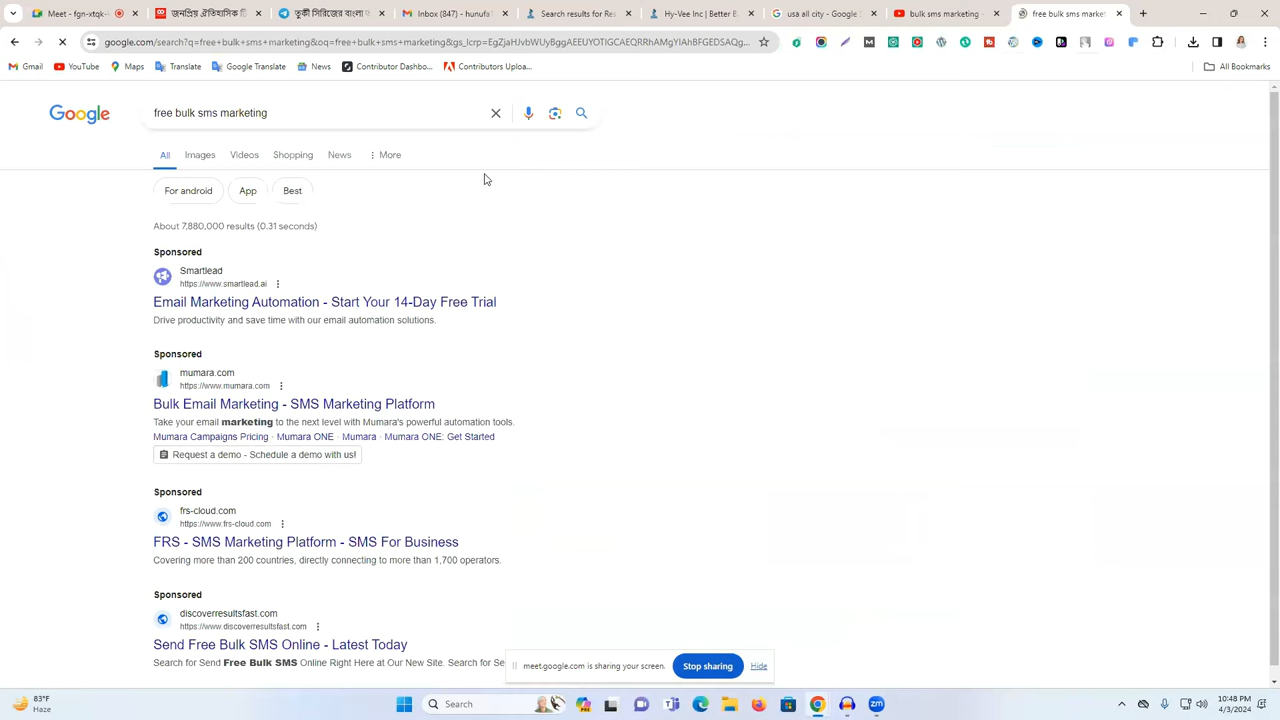 Meet - fgn-tqxk-
জনপ্রিয় ঐতিহাসিক টি
তুর্কী সিরিজের বাংলা ড
Inbox (847) - hunufa1
Search results for Res
Hy-Vee Inc | Better B
usa all city - Google S
bulk sms marketing -
free bulk sms market
google.com/search?q=free+bulk+sms+marketing&oq=free+bulk+sms+marketing&gs_lcrp=EgZjaHJvbWUyBggAEEUYOTIGCAEQRRhAMgYIAhBFGEDSAQg...
Gmail
YouTube
Maps
Translate
Google Translate
News
Contributor Dashbo...
Contributors Uploa...
All Bookmarks
Google
free bulk sms marketing
All Images Videos Shopping News More
For android App Best
About 7,880,000 results (0.31 seconds)
Sponsored
Smartlead
https://www.smartlead.ai
Email Marketing Automation - Start Your 14-Day Free Trial
Drive productivity and save time with our email automation solutions.
Sponsored
mumara.com
https://www.mumara.com
Bulk Email Marketing - SMS Marketing Platform
Take your email marketing to the next level with Mumara's powerful automation tools.
Mumara Campaigns Pricing · Mumara ONE · Mumara · Mumara ONE: Get Started
Request a demo - Schedule a demo with us!
Sponsored
frs-cloud.com
https://www.frs-cloud.com
FRS - SMS Marketing Platform - SMS For Business
Covering more than 200 countries, directly connecting to more than 1,700 operators.
Sponsored
discoverresultsfast.com
https://www.discoverresultsfast.com
Send Free Bulk SMS Online - Latest Today
Search for Send Free Bulk SMS Online Right Here at Our New Site. Search for Se
meet.google.com is sharing your screen.
Stop sharing
Hide
83°F
Haze
Search
10:48 PM
4/3/2024